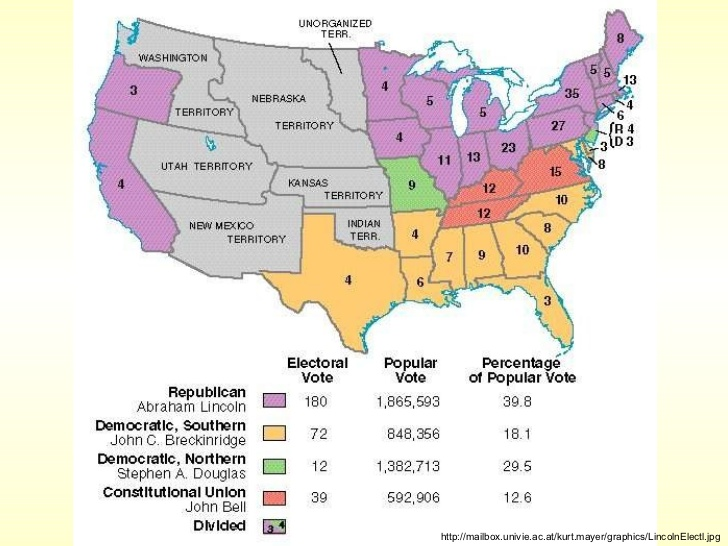 UNORGANIZED
TERR.
WASHINGTON
TERRITORY
NEBRASKA
TERRITORY
UTAH TERRITORY
KANSAS
TERRITORY
NEW MEXICO
TERRITORY
INDIAN
TERR.
3
4
4
4
5
5
11
13
23
27
35
5
5
8
13
4
6
R 4
D 3
3
8
9
12
12
15
10
8
10
9
7
4
6
4
3
Electoral Vote
Popular Vote
Percentage of Popular Vote
Republican
Abraham Lincoln 180 1,865,593 39.8
Democratic, Southern
John C. Breckinridge 72 848,356 18.1
Democratic, Northern
Stephen A. Douglas 12 1,382,713 29.5
Constitutional Union
John Bell 39 592,906 12.6
Divided 3 4
http://mailbox.univie.ac.at/kurt.mayer/graphics/LincolnElectl.jpg